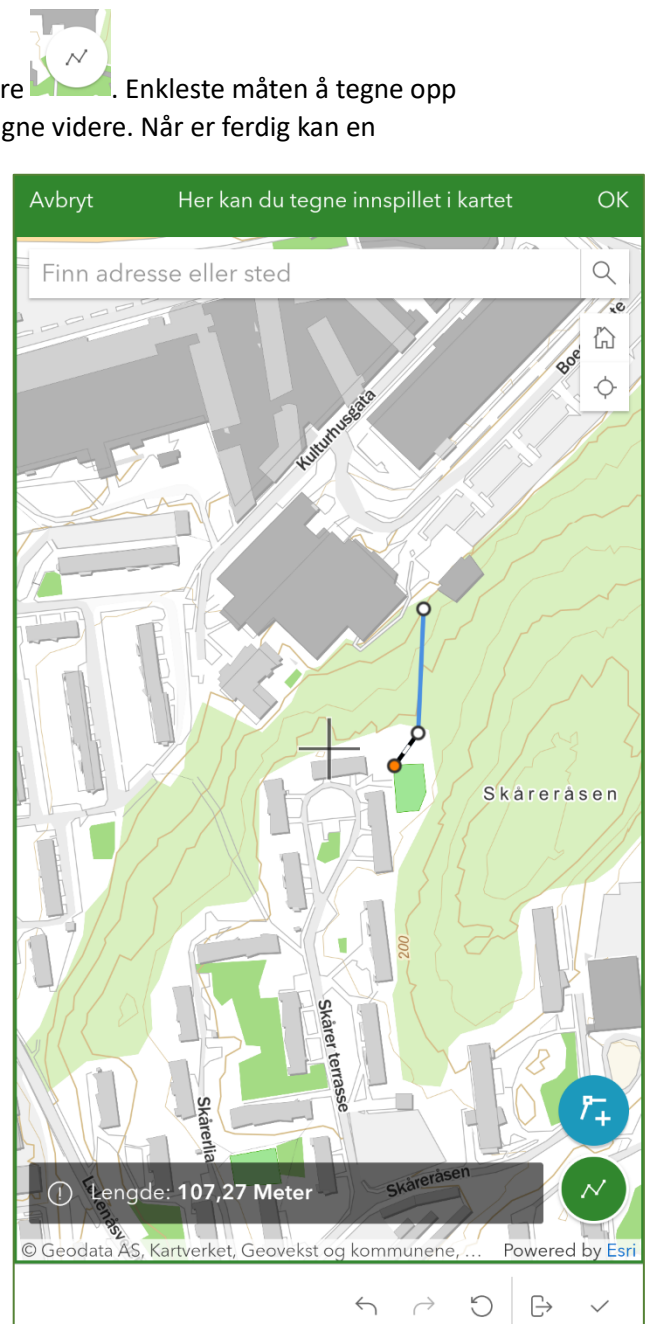 re . Enkleste måten å tegne opp
gne videre. Når er ferdig kan en
Avbryt Her kan du tegne innspillet i kartet OK
Finn adresse eller sted
Kulturhusgata
Skåreråsen
200
Skårer terrasse
Skårerlia
Skåreråsen
Lengde: 107,27 Meter
© Geodata AS, Kartverket, Geovekst og kommunene, ... Powered by Esri